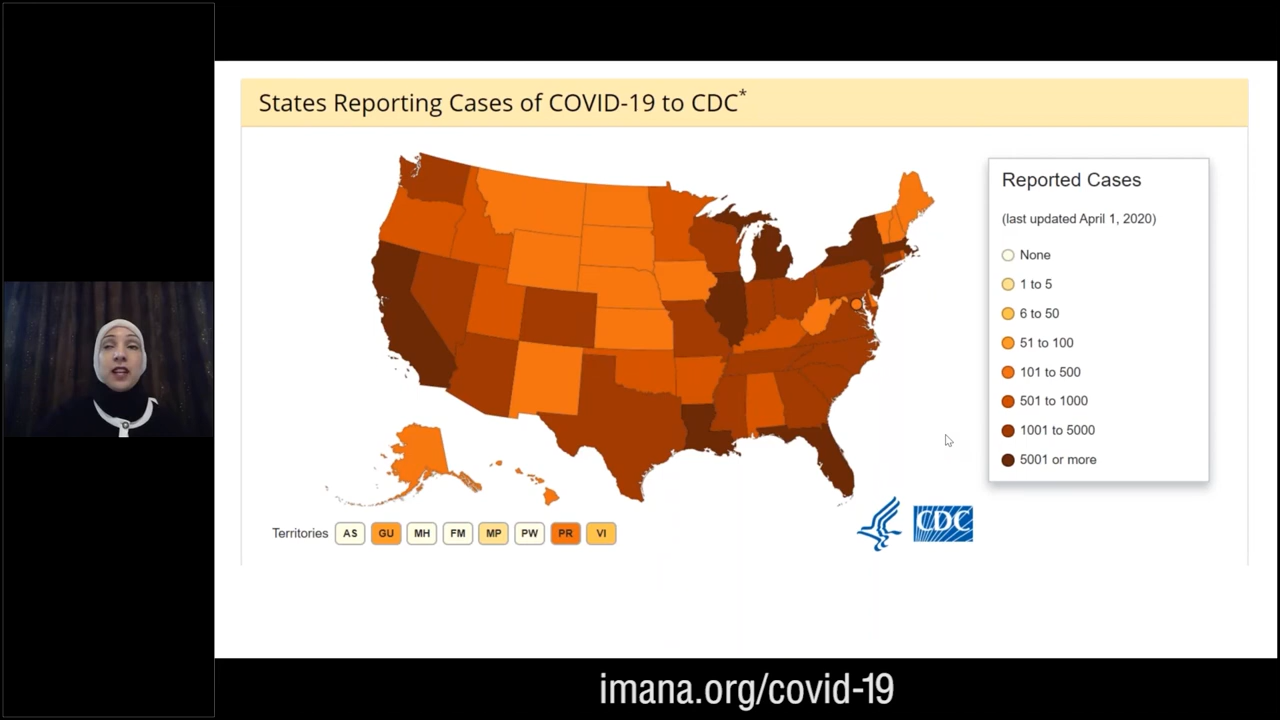 States Reporting Cases of COVID-19 to CDC*
Reported Cases
(last updated April 1, 2020)
None
1 to 5
6 to 50
51 to 100
101 to 500
501 to 1000
1001 to 5000
5001 or more
Territories AS GU MH FM MP PW PR VI
CDC
imana.org/covid-19